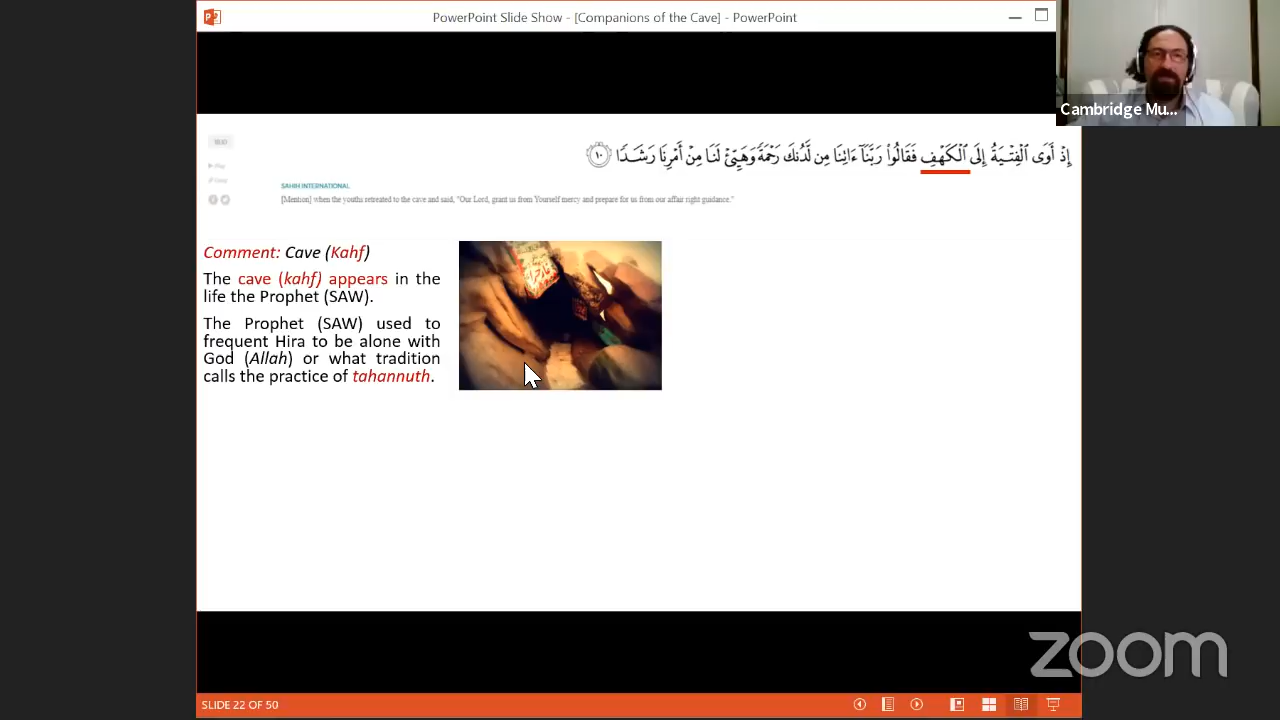 PowerPoint Slide Show - [Companions of the Cave] - PowerPoint
Cambridge Mu...
18:10
إِذْ أَوَى ٱلْفِتْيَةُ إِلَى ٱلْكَهْفِ فَقَالُوا۟ رَبَّنَآ ءَاتِنَا مِن لَّدُنكَ رَحْمَةً وَهَيِّئْ لَنَا مِنْ أَمْرِنَا رَشَدًا ١٠
Play
SAHIH INTERNATIONAL
[Mention] when the youths retreated to the cave and said, "Our Lord, grant us from Yourself mercy and prepare for us from our affair right guidance."
Comment: Cave (Kahf)
The cave (kahf) appears in the
life the Prophet (SAW).
The Prophet (SAW) used to
frequent Hira to be alone with
God (Allah) or what tradition
calls the practice of tahannuth.
zoom
SLIDE 22 OF 50